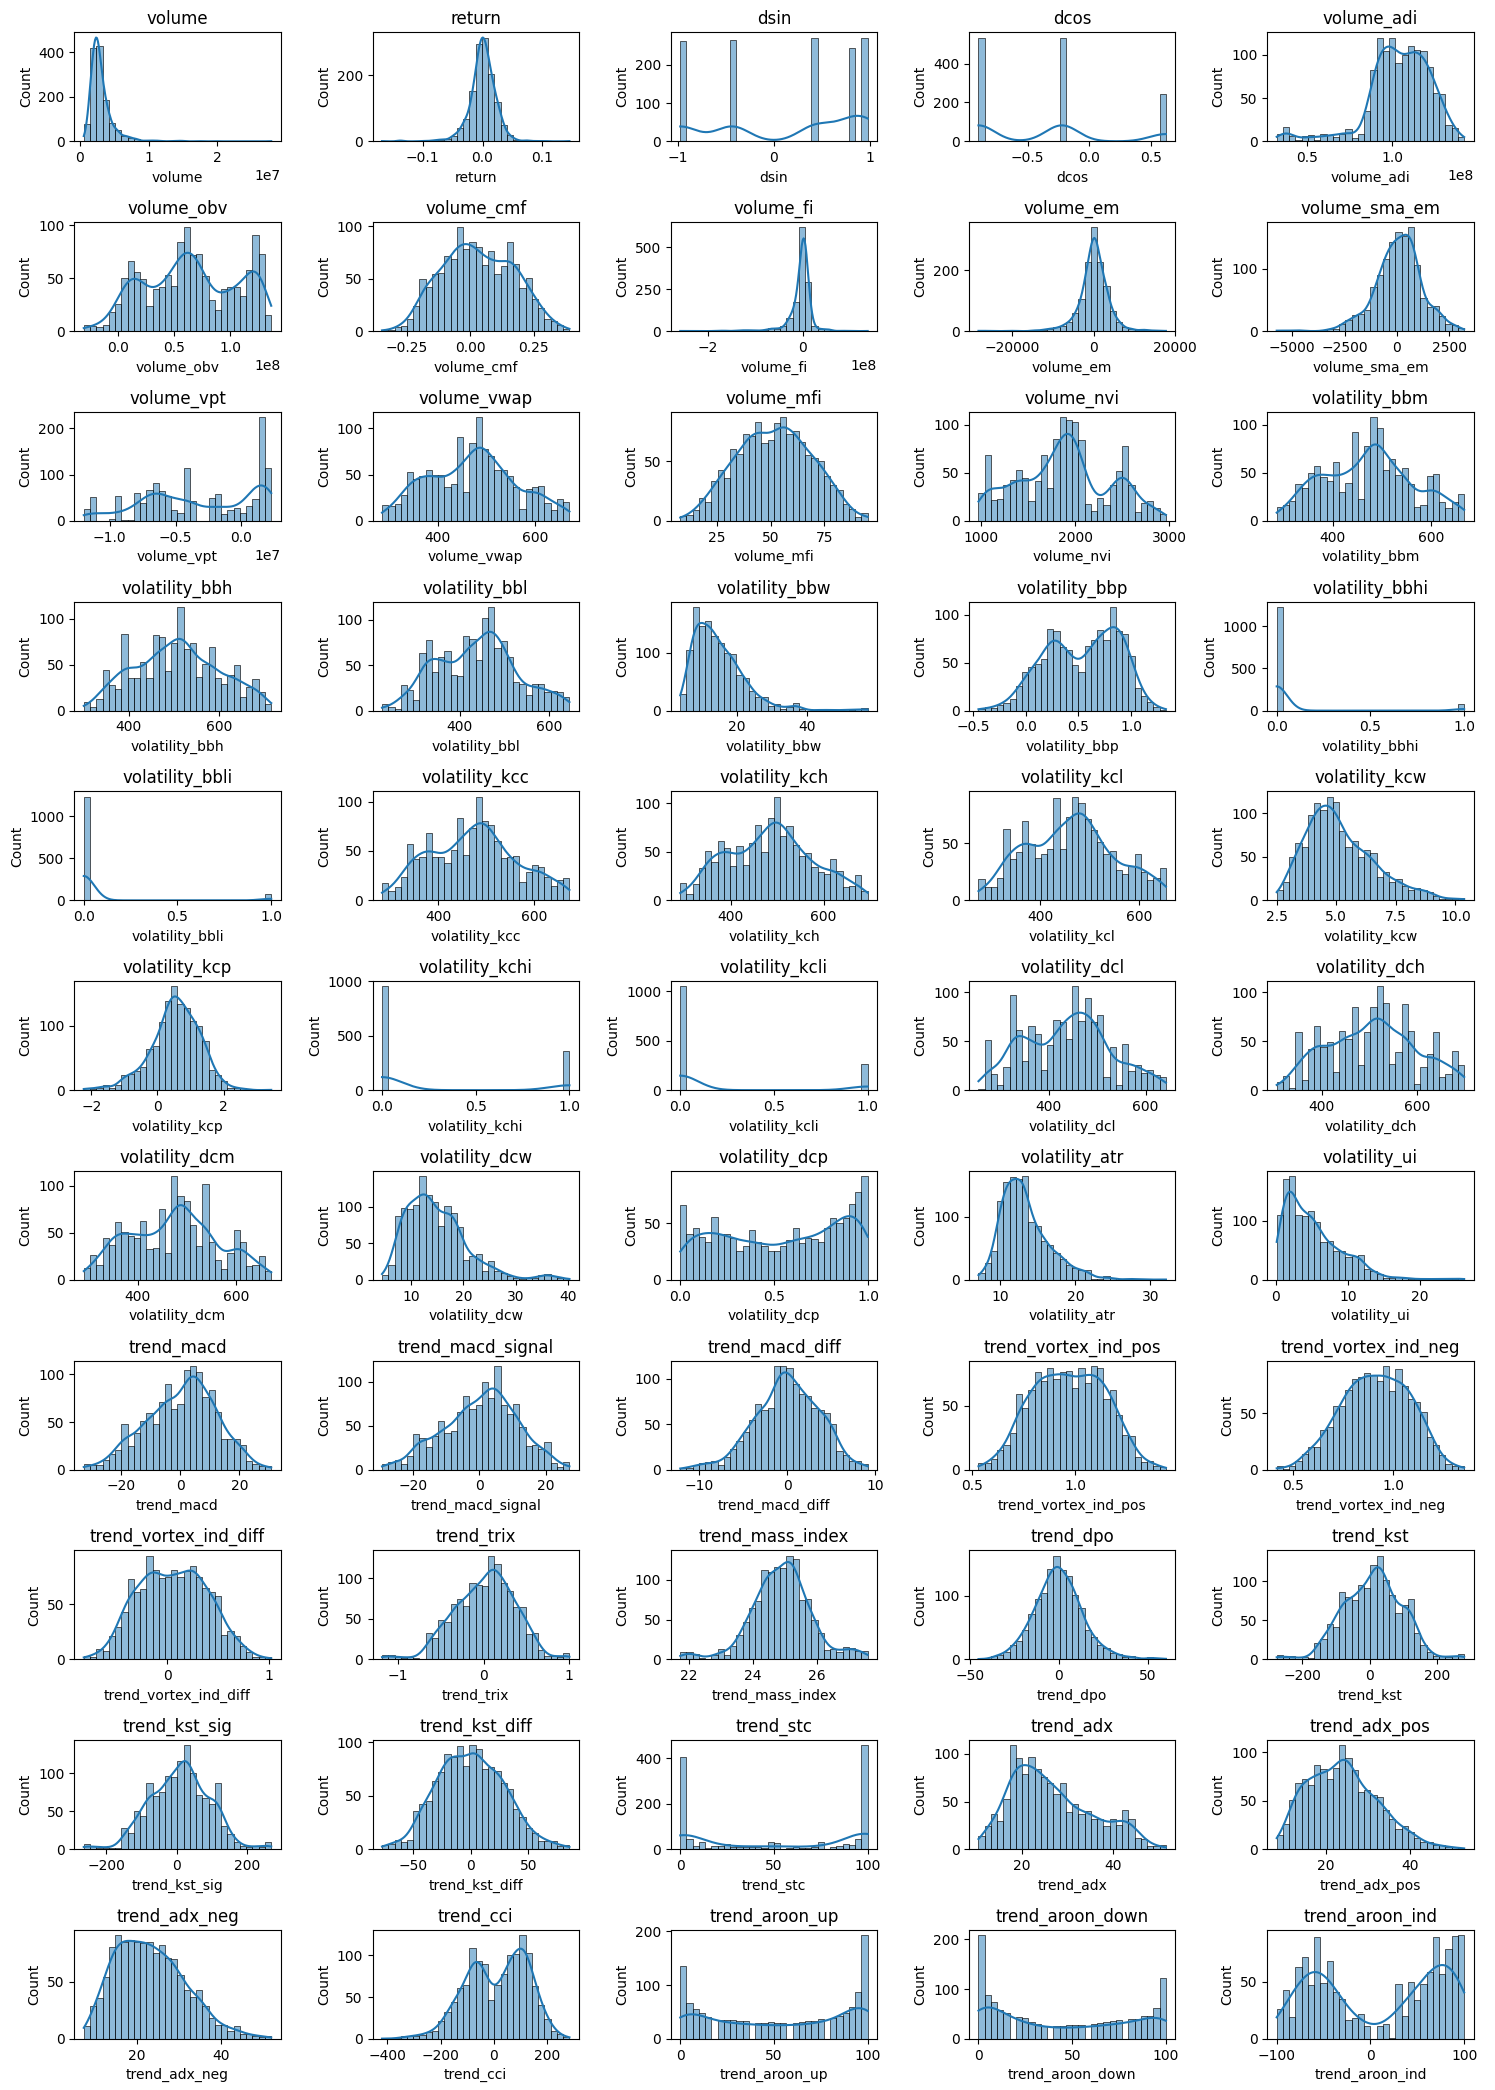 volume
Count
400
200
0
0 1 2
1e7
volume
return
Count
200
0
−0.1 0.0 0.1
return
dsin
Count
200
100
0
−1 0 1
dsin
dcos
Count
400
200
0
−0.5 0.0 0.5
dcos
volume_adi
Count
100
50
0
0.5 1.0
1e8
volume_adi
volume_obv
Count
100
50
0
0.0 0.5 1.0
1e8
volume_obv
volume_cmf
Count
100
75
50
25
0
−0.25 0.00 0.25
volume_cmf
volume_fi
Count
500
250
0
−2 0
1e8
volume_fi
volume_em
Count
200
0
−20000 0 20000
volume_em
volume_sma_em
Count
100
0
−5000 −2500 0 2500
volume_sma_em
volume_vpt
Count
200
100
0
−1.0 −0.5 0.0
1e7
volume_vpt
volume_vwap
Count
100
50
0
400 600
volume_vwap
volume_mfi
Count
50
0
25 50 75
volume_mfi
volume_nvi
Count
100
50
0
1000 2000 3000
volume_nvi
volatility_bbm
Count
100
50
0
400 600
volatility_bbm
volatility_bbh
Count
100
50
0
400 600
volatility_bbh
volatility_bbl
Count
100
50
0
400 600
volatility_bbl
volatility_bbw
Count
100
0
20 40
volatility_bbw
volatility_bbp
Count
100
50
0
−0.5 0.0 0.5 1.0
volatility_bbp
volatility_bbhi
Count
1000
500
0
0.0 0.5 1.0
volatility_bbhi
volatility_bbli
Count
1000
500
0
0.0 0.5 1.0
volatility_bbli
volatility_kcc
Count
100
50
0
400 600
volatility_kcc
volatility_kch
Count
100
50
0
400 600
volatility_kch
volatility_kcl
Count
50
0
400 600
volatility_kcl
volatility_kcw
Count
100
50
0
2.5 5.0 7.5 10.0
volatility_kcw
volatility_kcp
Count
100
0
−2 0 2
volatility_kcp
volatility_kchi
Count
1000
500
0
0.0 0.5 1.0
volatility_kchi
volatility_kcli
Count
1000
500
0
0.0 0.5 1.0
volatility_kcli
volatility_dcl
Count
100
50
0
400 600
volatility_dcl
volatility_dch
Count
100
50
0
400 600
volatility_dch
volatility_dcm
Count
100
50
0
400 600
volatility_dcm
volatility_dcw
Count
100
50
0
10 20 30 40
volatility_dcw
volatility_dcp
Count
50
0
0.0 0.5 1.0
volatility_dcp
volatility_atr
Count
100
0
10 20 30
volatility_atr
volatility_ui
Count
100
0
0 10 20
volatility_ui
trend_macd
Count
100
50
0
−20 0 20
trend_macd
trend_macd_signal
Count
100
50
0
−20 0 20
trend_macd_signal
trend_macd_diff
Count
100
50
0
−10 0 10
trend_macd_diff
trend_vortex_ind_pos
Count
50
0
0.5 1.0
trend_vortex_ind_pos
trend_vortex_ind_neg
Count
50
0
0.5 1.0
trend_vortex_ind_neg
trend_vortex_ind_diff
Count
50
0
0 1
trend_vortex_ind_diff
trend_trix
Count
100
50
0
−1 0 1
trend_trix
trend_mass_index
Count
100
50
0
22 24 26
trend_mass_index
trend_dpo
Count
100
0
−50 0 50
trend_dpo
trend_kst
Count
100
50
0
−200 0 200
trend_kst
trend_kst_sig
Count
100
50
0
−200 0 200
trend_kst_sig
trend_kst_diff
Count
100
50
0
−50 0 50
trend_kst_diff
trend_stc
Count
400
200
0
0 50 100
trend_stc
trend_adx
Count
100
50
0
20 40
trend_adx
trend_adx_pos
Count
100
50
0
20 40
trend_adx_pos
trend_adx_neg
Count
50
0
20 40
trend_adx_neg
trend_cci
Count
100
50
0
−400 −200 0 200
trend_cci
trend_aroon_up
Count
200
100
0
0 50 100
trend_aroon_up
trend_aroon_down
Count
200
100
0
0 50 100
trend_aroon_down
trend_aroon_ind
Count
50
0
−100 0 100
trend_aroon_ind